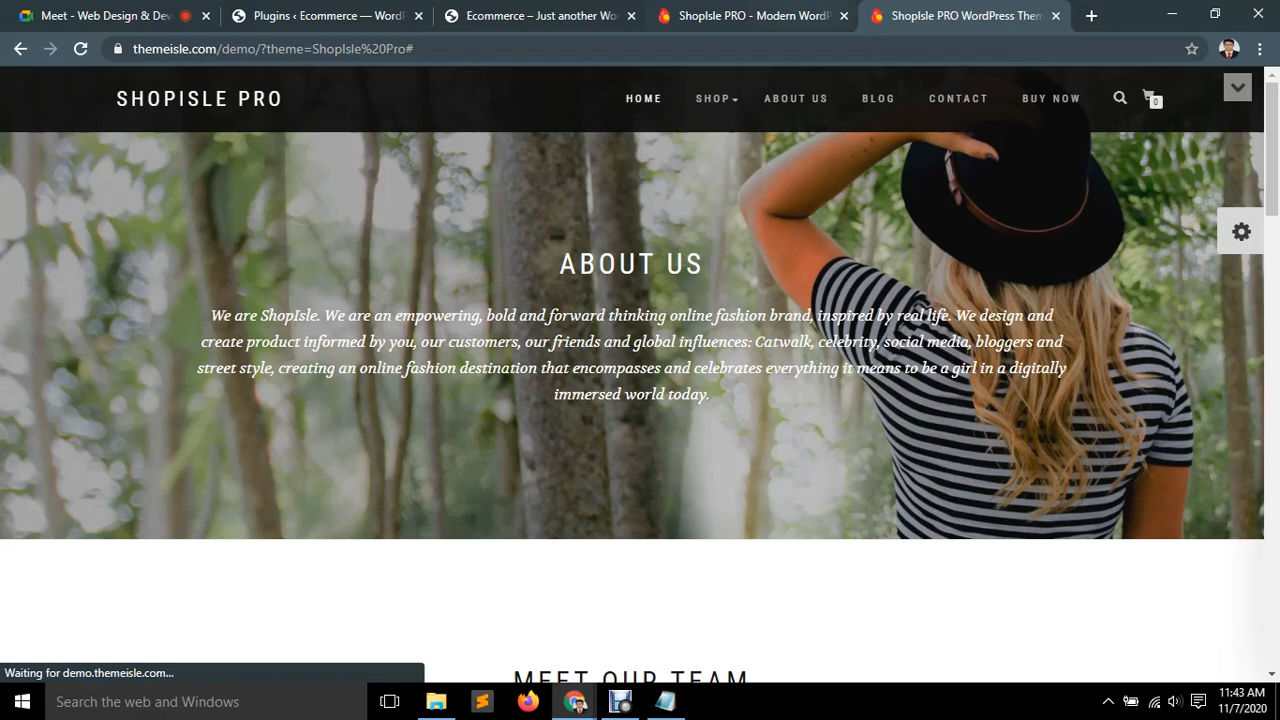 Meet - Web Design & Dev
Plugins ‹ Ecommerce — WordP
Ecommerce – Just another Wo
ShopIsle PRO - Modern WordP
ShopIsle PRO WordPress Them
themeisle.com/demo/?theme=ShopIsle%20Pro#
SHOPISLE PRO
HOME
SHOP
ABOUT US
BLOG
CONTACT
BUY NOW
0
ABOUT US
We are ShopIsle. We are an empowering, bold and forward thinking online fashion brand, inspired by real life. We design and
create product informed by you, our customers, our friends and global influences: Catwalk, celebrity, social media, bloggers and
street style, creating an online fashion destination that encompasses and celebrates everything it means to be a girl in a digitally
immersed world today.
MEET OUR TEAM
Waiting for demo.themeisle.com...
Search the web and Windows
11:43 AM
11/7/2020